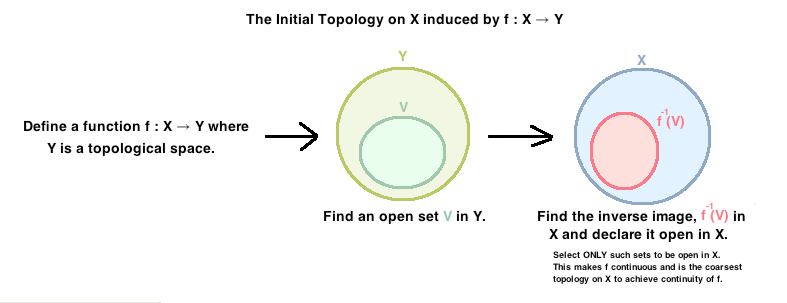 The Initial Topology on X induced by f : X → Y
Define a function f : X → Y where
Y is a topological space.
Y
V
Find an open set V in Y.
X
f⁻¹(V)
Find the inverse image, f⁻¹(V) in
X and declare it open in X.
Select ONLY such sets to be open in X.
This makes f continuous and is the coarsest
topology on X to achieve continuity of f.